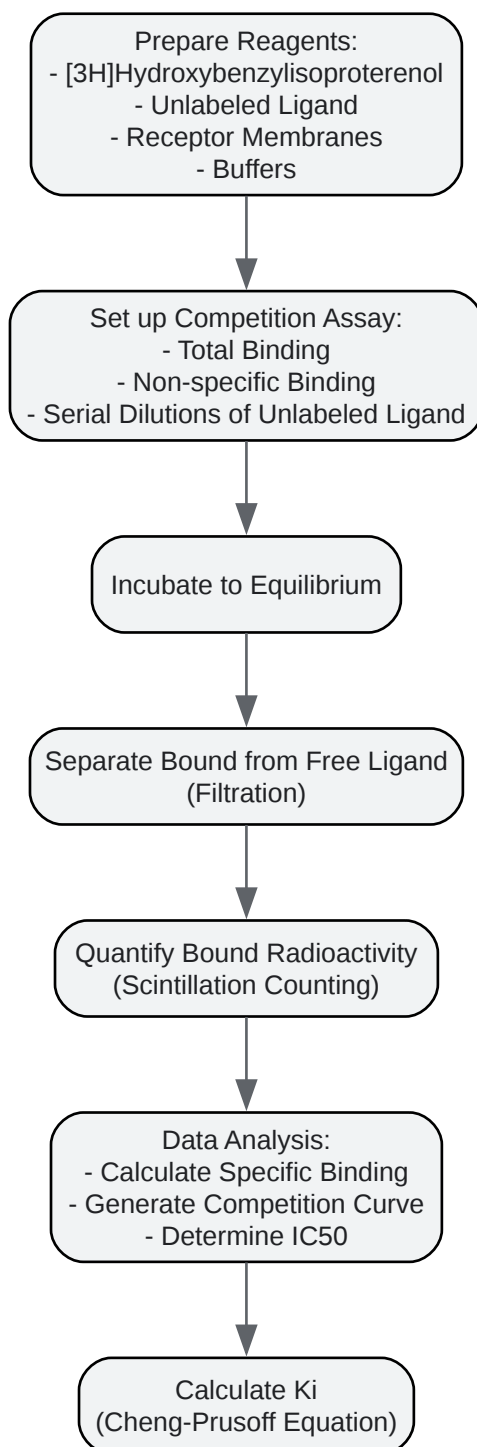 Prepare Reagents:
- [3H]Hydroxybenzylisoproterenol
- Unlabeled Ligand
- Receptor Membranes
- Buffers
Set up Competition Assay:
- Total Binding
- Non-specific Binding
- Serial Dilutions of Unlabeled Ligand
Incubate to Equilibrium
Separate Bound from Free Ligand
(Filtration)
Quantify Bound Radioactivity
(Scintillation Counting)
Data Analysis:
- Calculate Specific Binding
- Generate Competition Curve
- Determine IC50
Calculate Ki
(Cheng-Prusoff Equation)